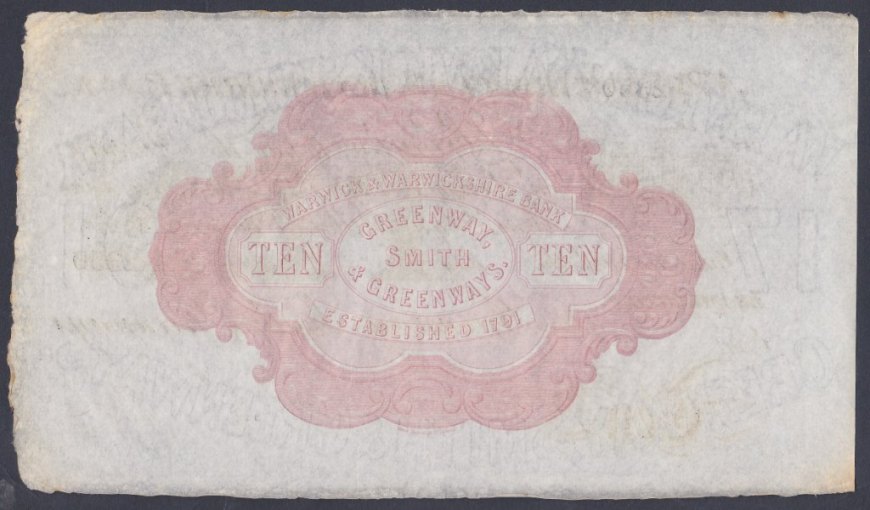 WARWICK & WARWICKSHIRE BANK
GREENWAY,
TEN SMITH TEN
& GREENWAYS.
ESTABLISHED 1791